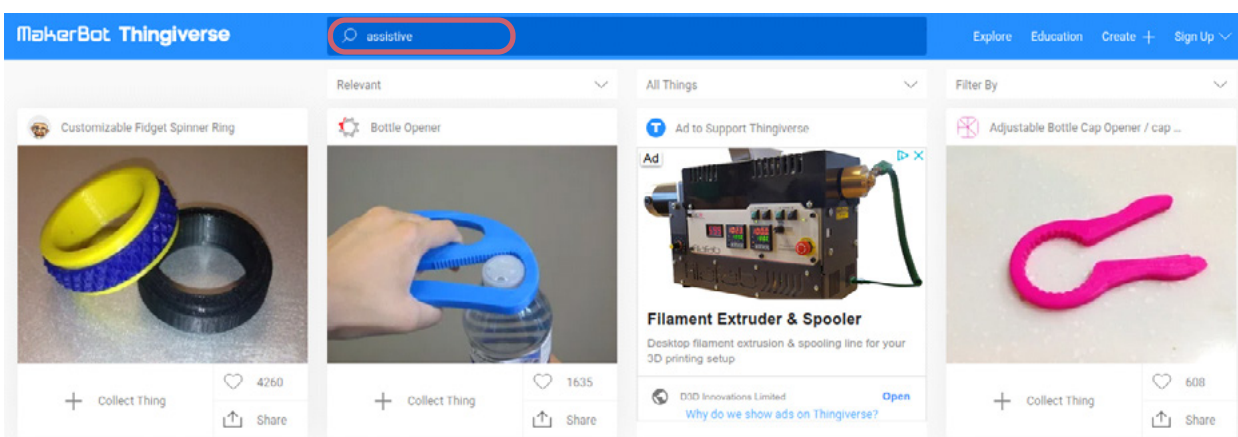 MakerBot Thingiverse
assistive
Explore
Education
Create
Sign Up
Relevant
All Things
Filter By
Customizable Fidget Spinner Ring
Bottle Opener
Ad to Support Thingiverse
Adjustable Bottle Cap Opener / cap ...
Ad
Filament Extruder & Spooler
Desktop filament extrusion & spooling line for your
3D printing setup
D3D Innovations Limited
Open
Why do we show ads on Thingiverse?
Collect Thing
4260
Share
Collect Thing
1635
Share
Collect Thing
608
Share